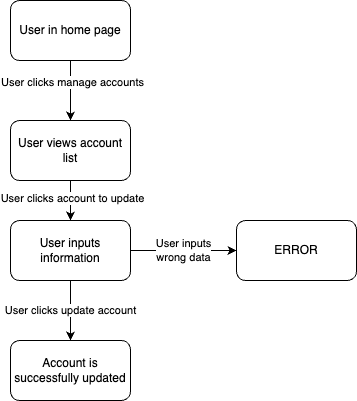 User in home page
User clicks manage accounts
User views account
list
User clicks account to update
User inputs
information
User inputs
wrong data
ERROR
User clicks update account
Account is
successfully updated